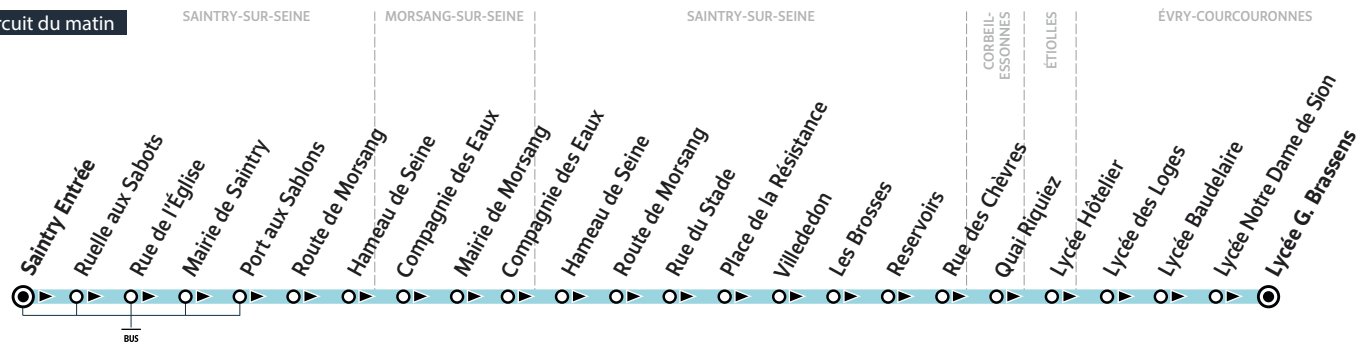 rcuit du matin
SAINTRY-SUR-SEINE
MORSANG-SUR-SEINE
SAINTRY-SUR-SEINE
CORBEIL-
ESSONNES
ÉTIOLLES
ÉVRY-COURCOURONNES
Saintry Entrée
Ruelle aux Sabots
Rue de l'Église
Mairie de Saintry
Port aux Sablons
Route de Morsang
Hameau de Seine
Compagnie des Eaux
Mairie de Morsang
Compagnie des Eaux
Hameau de Seine
Route de Morsang
Rue du Stade
Place de la Résistance
Villededon
Les Brosses
Reservoirs
Rue des Chèvres
Quai Riquiez
Lycée Hôtelier
Lycée des Loges
Lycée Baudelaire
Lycée Notre Dame de Sion
Lycée G. Brassens
BUS